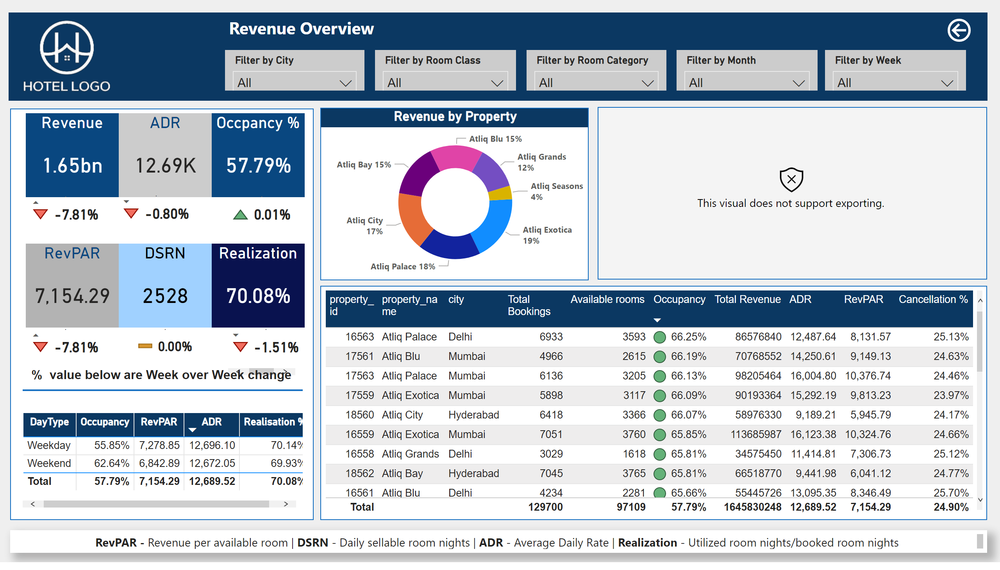 Revenue Overview
HOTEL LOGO
Filter by City
All
Filter by Room Class
All
Filter by Room Category
All
Filter by Month
All
Filter by Week
All
Revenue ADR Occpancy %
1.65bn 12.69K 57.79%
-7.81% -0.80% 0.01%
RevPAR DSRN Realization
7,154.29 2528 70.08%
-7.81% 0.00% -1.51%
% value below are Week over Week change
DayType Occupancy RevPAR ADR Realisation %
Weekday 55.85% 7,278.85 12,696.10 70.14%
Weekend 62.64% 6,842.89 12,672.05 69.93%
Total 57.79% 7,154.29 12,689.52 70.08%
Revenue by Property
Atliq Blu 15%
Atliq Grands
12%
Atliq Seasons
4%
Atliq Exotica
19%
Atliq Palace 18%
Atliq City
17%
Atliq Bay 15%
This visual does not support exporting.
property_id property_name city Total Bookings Available rooms Occupancy Total Revenue ADR RevPAR Cancellation %
16563 Atliq Palace Delhi 6933 3593 66.25% 86576840 12,487.64 8,131.57 25.13%
17561 Atliq Blu Mumbai 4966 2615 66.19% 70768552 14,250.61 9,149.13 24.63%
17563 Atliq Palace Mumbai 6136 3205 66.13% 98205464 16,004.80 10,376.74 24.46%
17559 Atliq Exotica Mumbai 5898 3117 66.09% 90193364 15,292.19 9,813.23 23.97%
18560 Atliq City Hyderabad 6418 3366 66.07% 58976330 9,189.21 5,945.79 24.17%
16559 Atliq Exotica Mumbai 7051 3760 65.85% 113685987 16,123.38 10,324.76 24.66%
16558 Atliq Grands Delhi 3029 1618 65.81% 34575450 11,414.81 7,306.73 25.12%
18562 Atliq Bay Hyderabad 7045 3765 65.81% 66518770 9,441.98 6,041.12 24.77%
16561 Atliq Blu Delhi 4234 2281 65.66% 55445726 13,095.35 8,346.49 25.70%
Total 129700 97109 57.79% 1645830248 12,689.52 7,154.29 24.90%
RevPAR - Revenue per available room | DSRN - Daily sellable room nights | ADR - Average Daily Rate | Realization - Utilized room nights/booked room nights